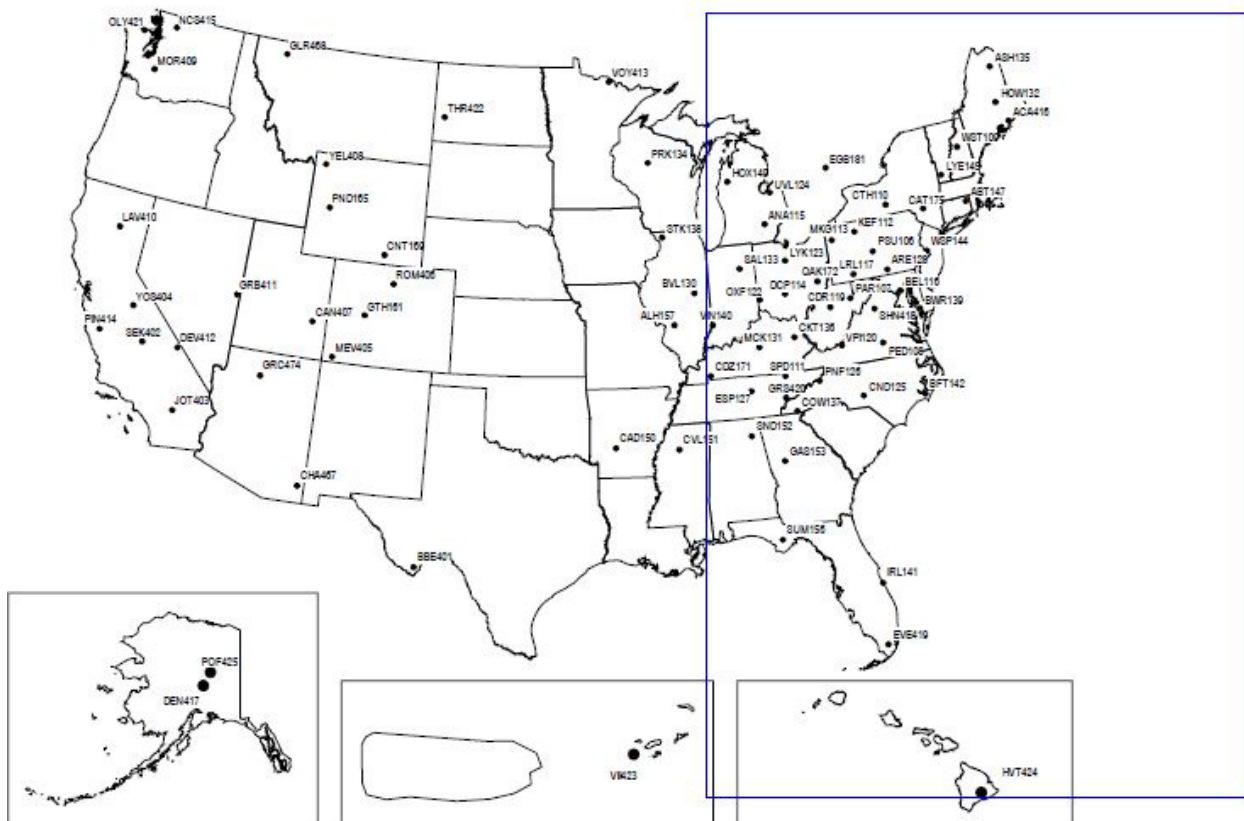 OLY421
NCS415
GLR468
MOR409
VOY413
ASH135
THR422
HOW132
ACA416
WST109
YEL408
PRK134
HOX148
EGB181
LYE145
PND165
UVL124
CTH110
CAT175
ABT147
LAV410
ANA115
MKG113
KEF112
STK138
WSP144
CNT169
LYK123
PSU106
SAL133
ROM406
LRL117
ARE128
OAK172
GRB411
BVL130
OXF122
DCP114
PAR107
BEL116
YOS404
CDR119
BWR139
GTH161
SHN418
PIN414
CAN407
ALH157
VIN140
CKT136
SEK402
DEV412
MCK131
VPI120
PED108
MEV405
GRC474
CDZ171
SPD111
PNF126
JOT403
ESP127
GRS420
CND125
BFT142
COW137
CAD150
CVL151
SND152
GAS153
CHA467
SUM156
BBE401
IRL141
EVE419
POF425
DEN417
VII423
HVT424